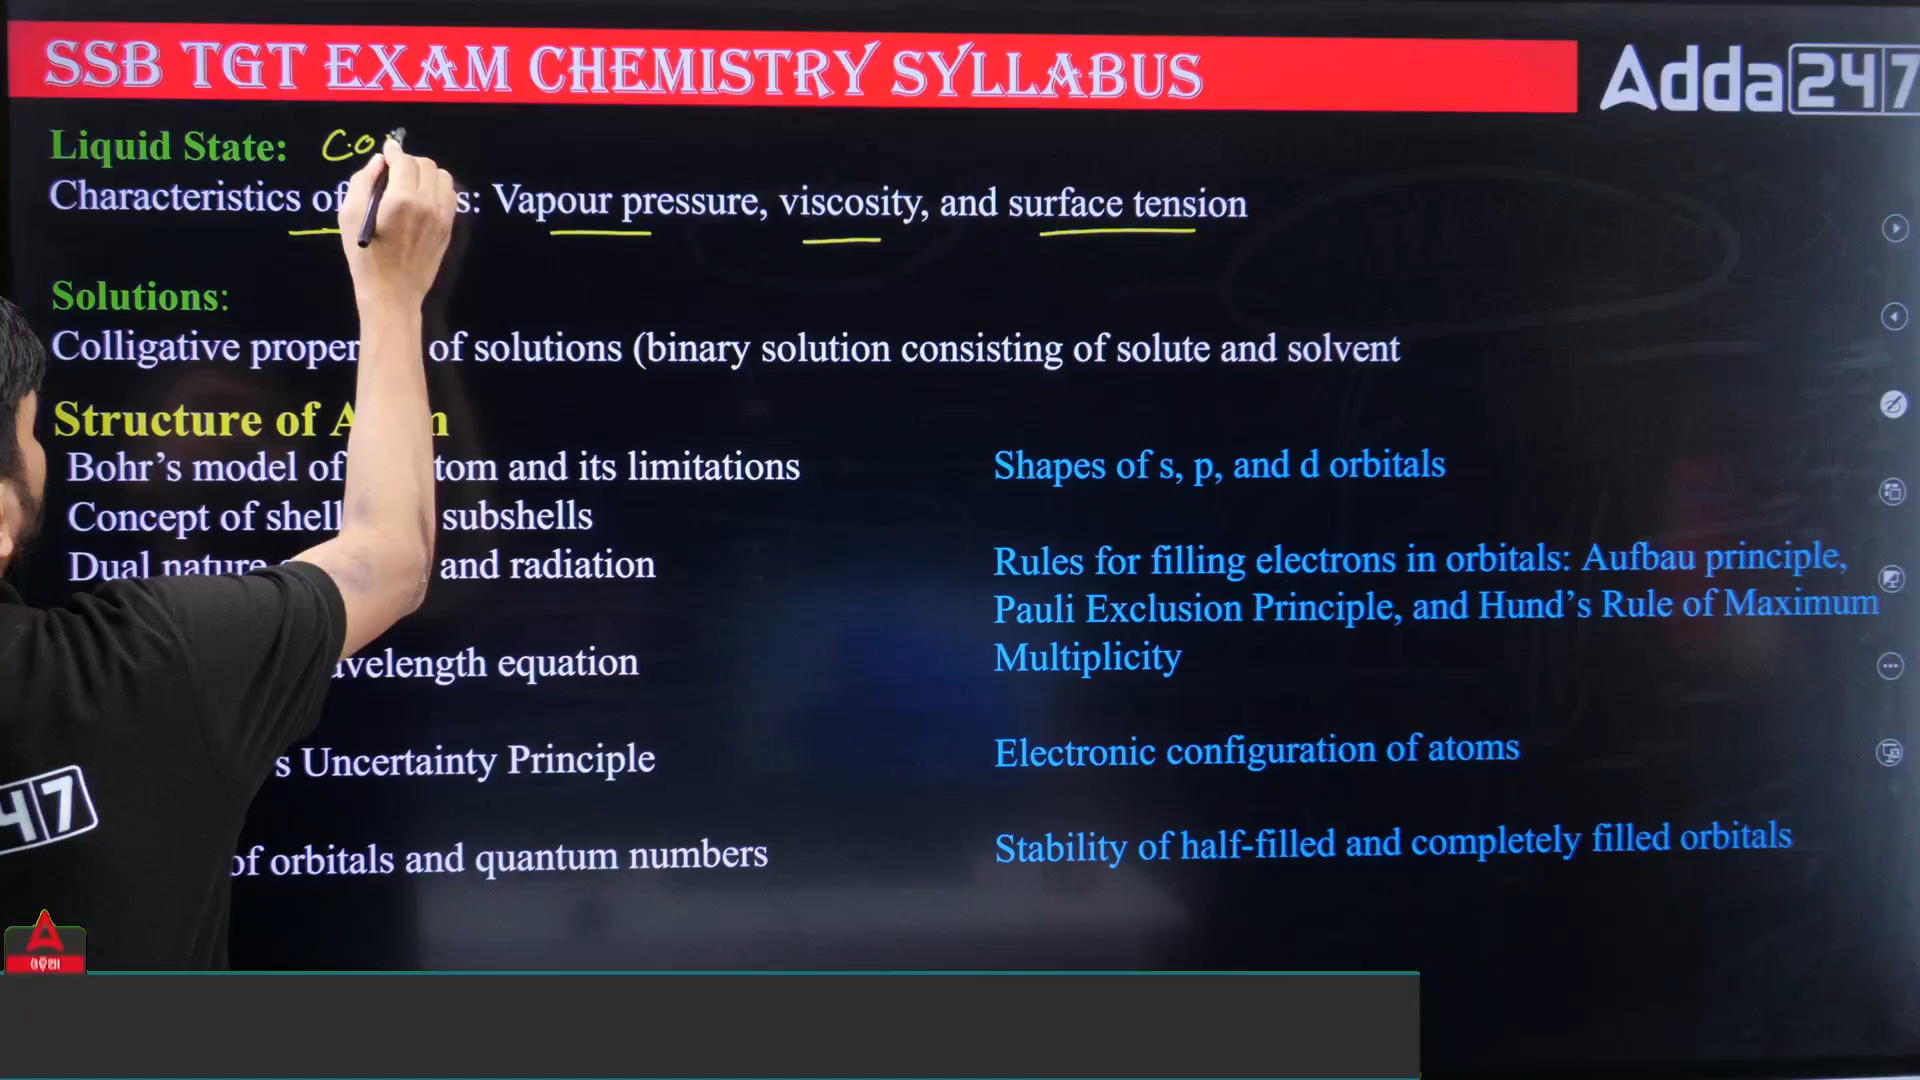 SSB TGT EXAM CHEMISTRY SYLLABUS
Adda247
Liquid State: C.O
Characteristics of s: Vapour pressure, viscosity, and surface tension
Solutions:
Colligative proper of solutions (binary solution consisting of solute and solvent
Structure of A m
Bohr’s model of tom and its limitations
Concept of shell subshells
Dual nature and radiation
avelength equation
s Uncertainty Principle
of orbitals and quantum numbers
Shapes of s, p, and d orbitals
Rules for filling electrons in orbitals: Aufbau principle,
Pauli Exclusion Principle, and Hund’s Rule of Maximum
Multiplicity
Electronic configuration of atoms
Stability of half-filled and completely filled orbitals
47
ଓଡ଼ିଆ